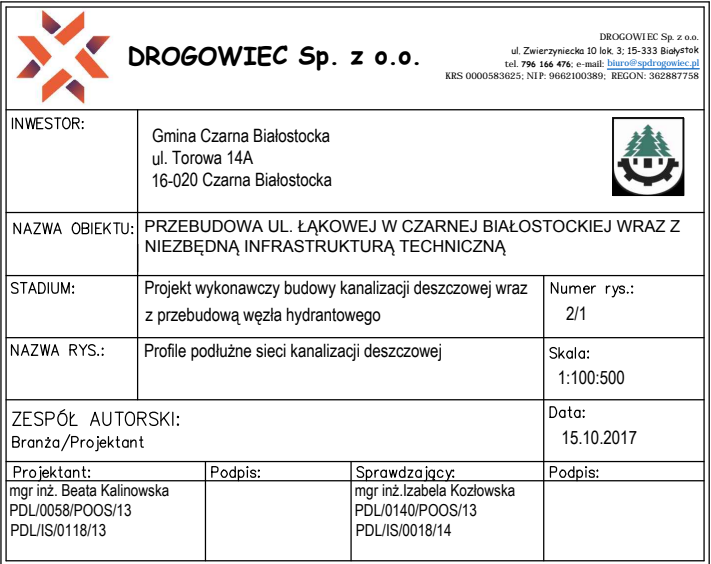 DROGOWIEC Sp. z o.o.
DROGOWIEC Sp. z o.o.
ul. Zwierzyniecka 10 lok. 3; 15-333 Białystok
tel. 796 166 476; e-mail: biuro@spdrogowiec.pl
KRS 0000583625; NIP: 9662100389; REGON: 362887758
INWESTOR:
Gmina Czarna Białostocka
ul. Torowa 14A
16-020 Czarna Białostocka
NAZWA OBIEKTU:
PRZEBUDOWA UL. ŁĄKOWEJ W CZARNEJ BIAŁOSTOCKIEJ WRAZ Z
NIEZBĘDNĄ INFRASTRUKTURĄ TECHNICZNĄ
STADIUM:
Projekt wykonawczy budowy kanalizacji deszczowej wraz
z przebudową węzła hydrantowego
Numer rys.:
2/1
NAZWA RYS.:
Profile podłużne sieci kanalizacji deszczowej
Skala:
1:100:500
ZESPÓŁ AUTORSKI:
Branża/Projektant
Data:
15.10.2017
Projektant:
mgr inż. Beata Kalinowska
PDL/0058/POOS/13
PDL/IS/0118/13
Podpis:
Sprawdzający:
mgr inż.Izabela Kozłowska
PDL/0140/POOS/13
PDL/IS/0018/14
Podpis: